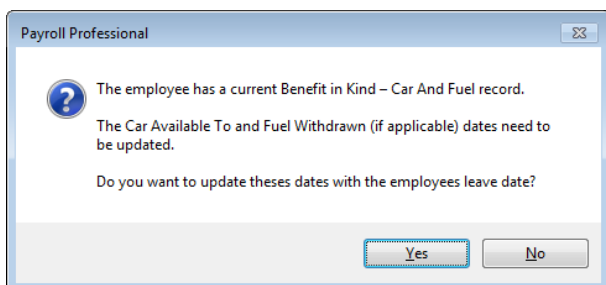 Payroll Professional
The employee has a current Benefit in Kind – Car And Fuel record.
The Car Available To and Fuel Withdrawn (if applicable) dates need to
be updated.
Do you want to update theses dates with the employees leave date?
Yes
No